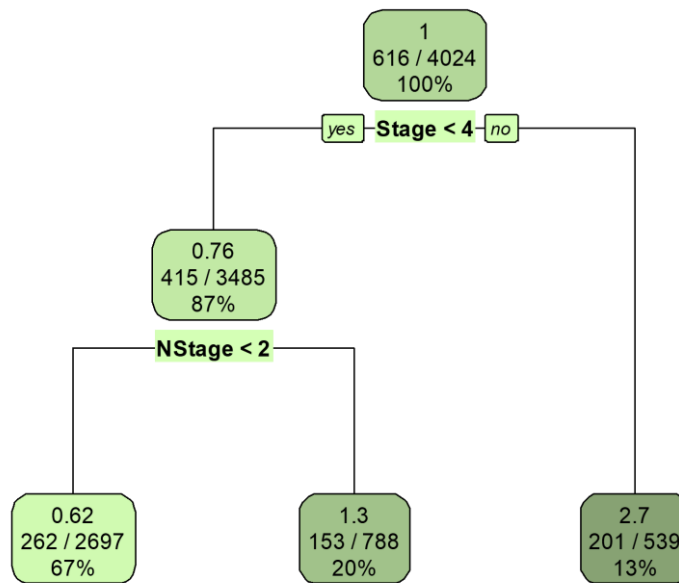 1
616 / 4024
100%
yes Stage < 4 no
0.76
415 / 3485
87%
NStage < 2
0.62
262 / 2697
67%
1.3
153 / 788
20%
2.7
201 / 539
13%